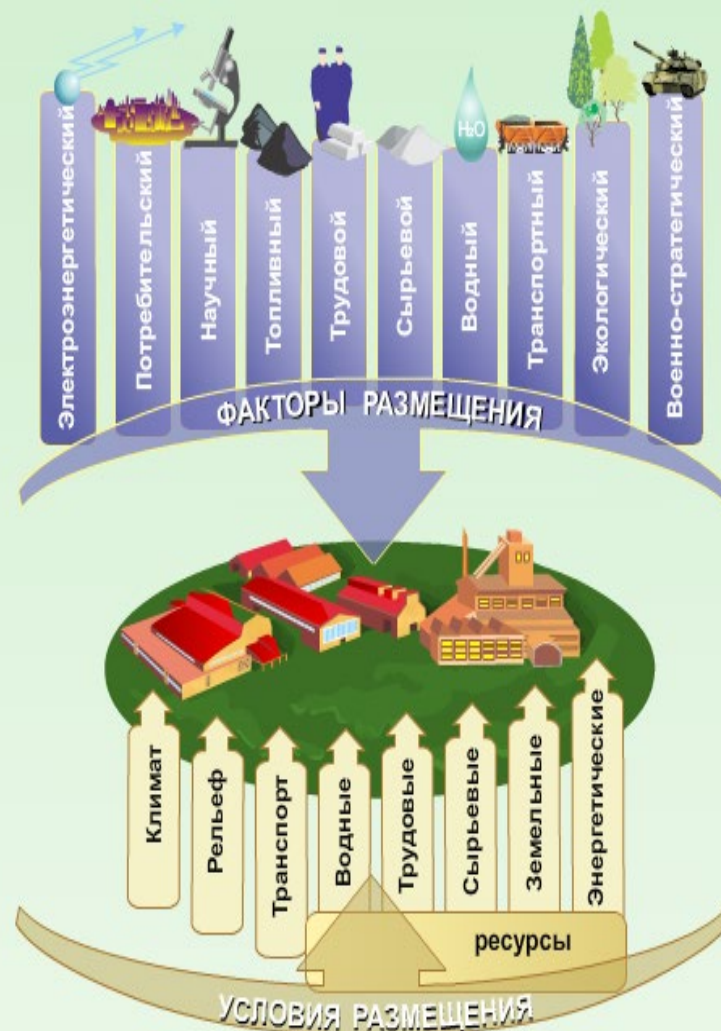 H₂O
Электроэнергетический
Потребительский
Научный
Топливный
Трудовой
Сырьевой
Водный
Транспортный
Экологический
Военно-стратегический
ФАКТОРЫ РАЗМЕЩЕНИЯ
Климат
Рельеф
Транспорт
Водные
Трудовые
Сырьевые
Земельные
Энергетические
ресурсы
УСЛОВИЯ РАЗМЕЩЕНИЯ